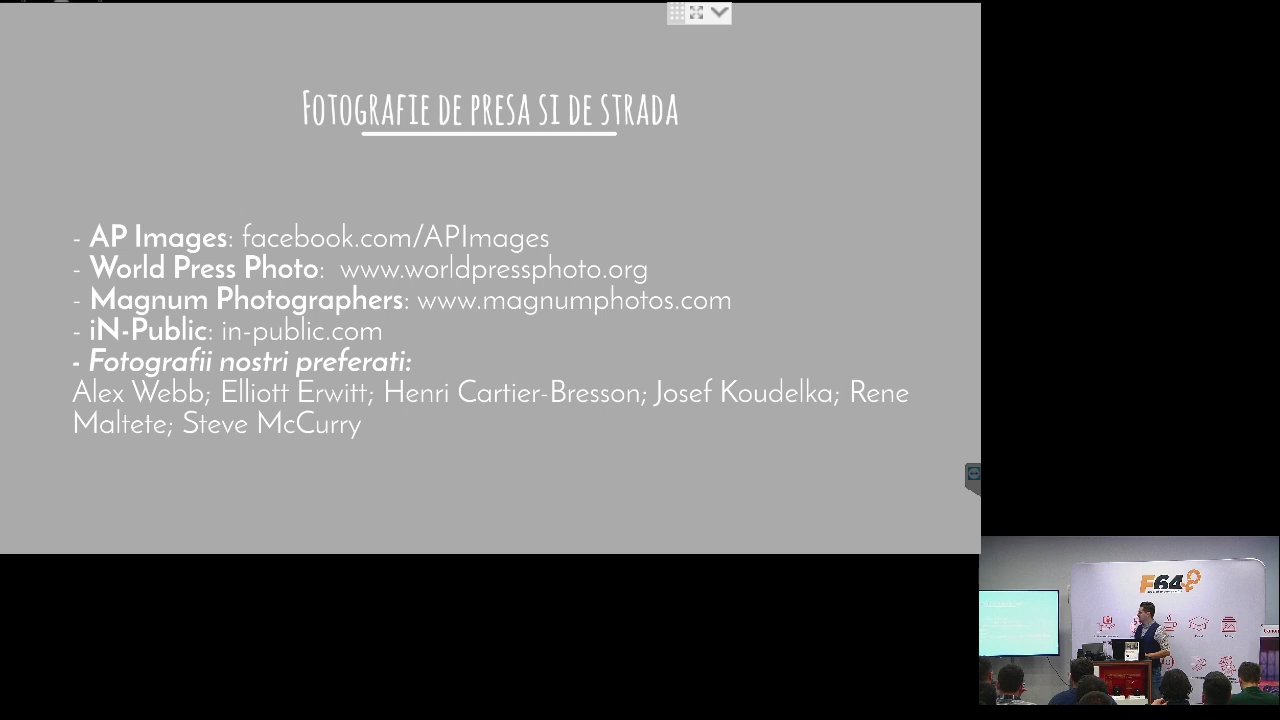 Fotografie de presa si de strada
- AP Images: facebook.com/APImages
- World Press Photo:  www.worldpressphoto.org
- Magnum Photographers: www.magnumphotos.com
- iN-Public: in-public.com
- Fotografii nostri preferati:
Alex Webb; Elliott Erwitt; Henri Cartier-Bresson; Josef Koudelka; Rene
Maltete; Steve McCurry
F64